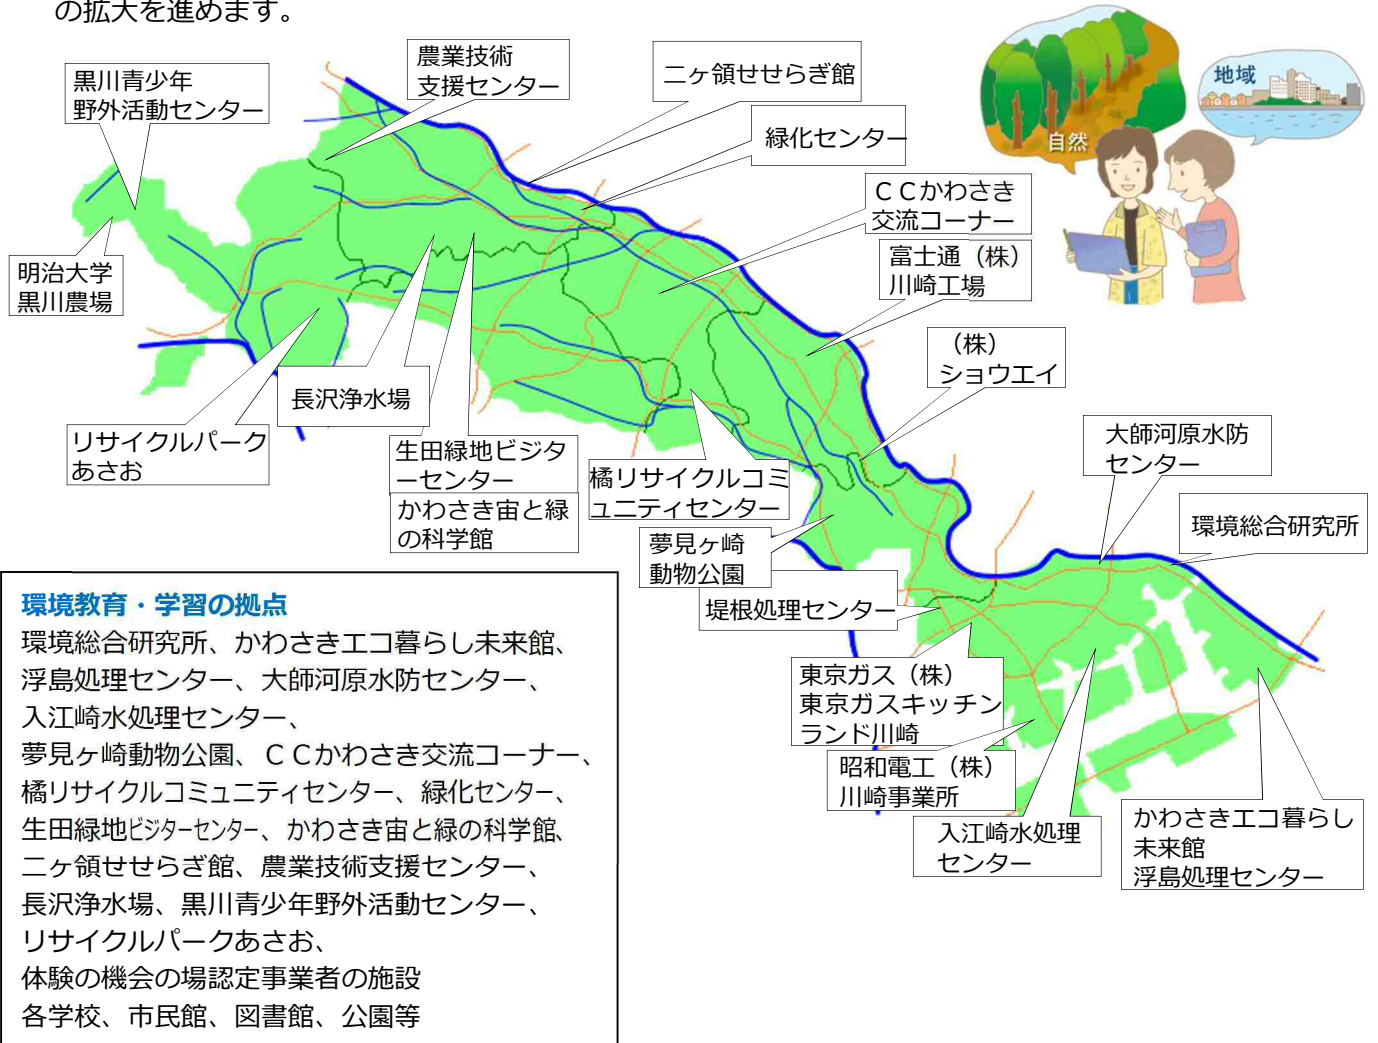 の拡大を進めます。
自然
地域
農業技術
支援センター
二ヶ領せせらぎ館
黒川青少年
野外活動センター
緑化センター
ＣＣかわさき
交流コーナー
富士通（株）
川崎工場
明治大学
黒川農場
（株）
ショウエイ
長沢浄水場
リサイクルパーク
あさお
生田緑地ビジタ
ーセンター
かわさき宙と緑
の科学館
橘リサイクルコミ
ュニティセンター
大師河原水防
センター
環境総合研究所
夢見ヶ崎
動物公園
堤根処理センター
東京ガス（株）
東京ガスキッチン
ランド川崎
昭和電工（株）
川崎事業所
入江崎水処理
センター
かわさきエコ暮らし
未来館
浮島処理センター
環境教育・学習の拠点
環境総合研究所、かわさきエコ暮らし未来館、
浮島処理センター、大師河原水防センター、
入江崎水処理センター、
夢見ヶ崎動物公園、ＣＣかわさき交流コーナー、
橘リサイクルコミュニティセンター、緑化センター、
生田緑地ビジターセンター、かわさき宙と緑の科学館、
二ヶ領せせらぎ館、農業技術支援センター、
長沢浄水場、黒川青少年野外活動センター、
リサイクルパークあさお、
体験の機会の場認定事業者の施設
各学校、市民館、図書館、公園等